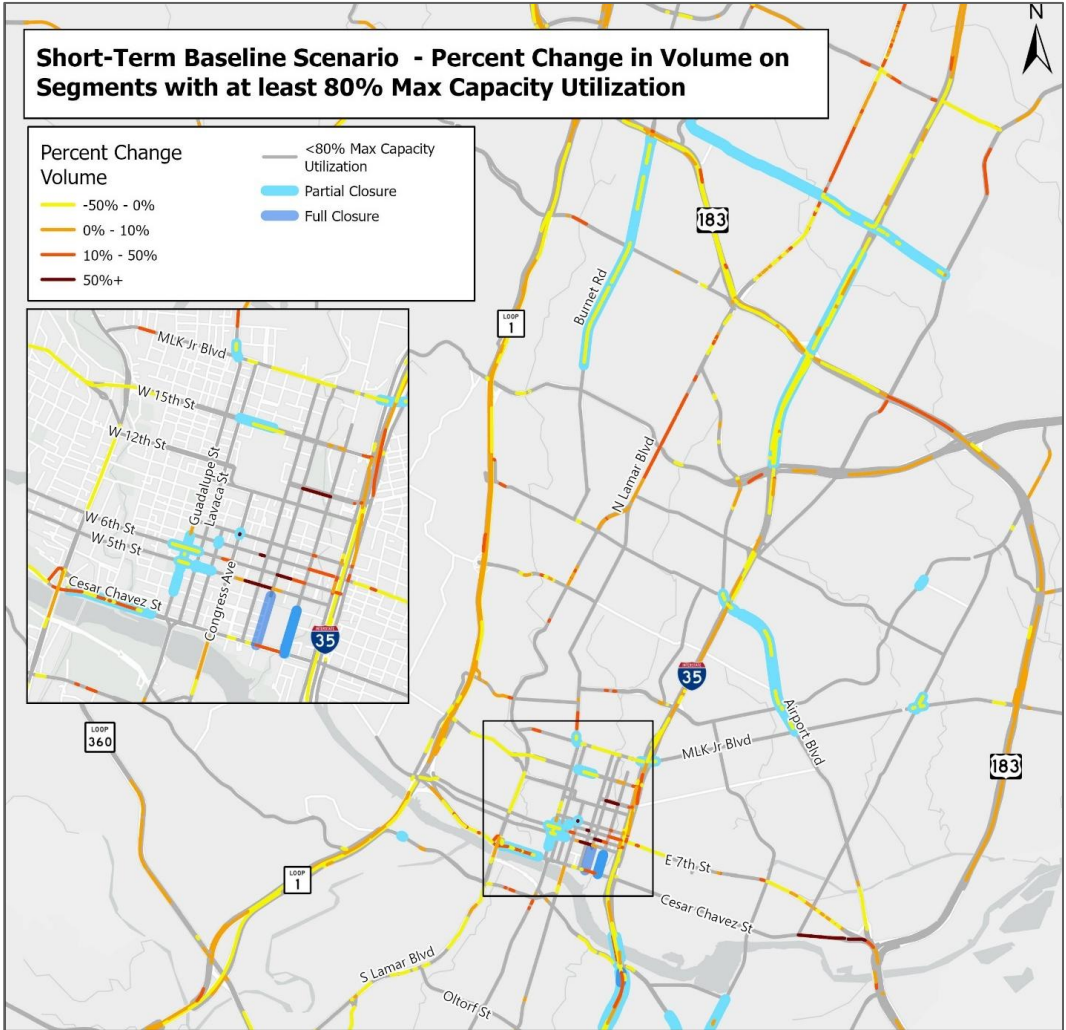 Short-Term Baseline Scenario - Percent Change in Volume on
Segments with at least 80% Max Capacity Utilization
N
Percent Change
Volume
-50% - 0%
0% - 10%
10% - 50%
50%+
<80% Max Capacity
Utilization
Partial Closure
Full Closure
183
Burnet Rd
LOOP
1
N Lamar Blvd
MLK Jr Blvd
W 15th St
W 12th St
Guadalupe St
Lavaca St
W 6th St
W 5th St
Congress Ave
Cesar Chavez St
35
INTERSTATE
35
Airport Blvd
MLK Jr Blvd
LOOP
360
183
E 7th St
LOOP
1
Cesar Chavez St
S Lamar Blvd
Oltorf St